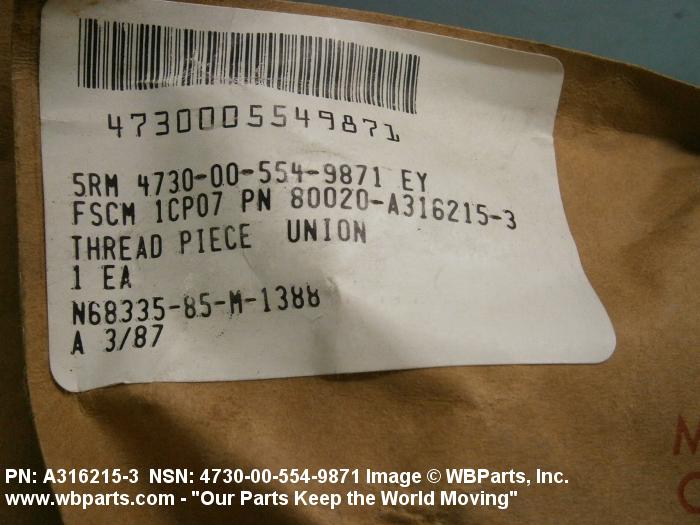 4730005549871
5RM 4730-00-554-9871 EY
FSCM 1CP07 PN 80020-A316215-3
THREAD PIECE UNION
1 EA
N68335-85-M-1388
A 3/87
PN: A316215-3 NSN: 4730-00-554-9871 Image © WBParts, Inc.
www.wbparts.com - "Our Parts Keep the World Moving"